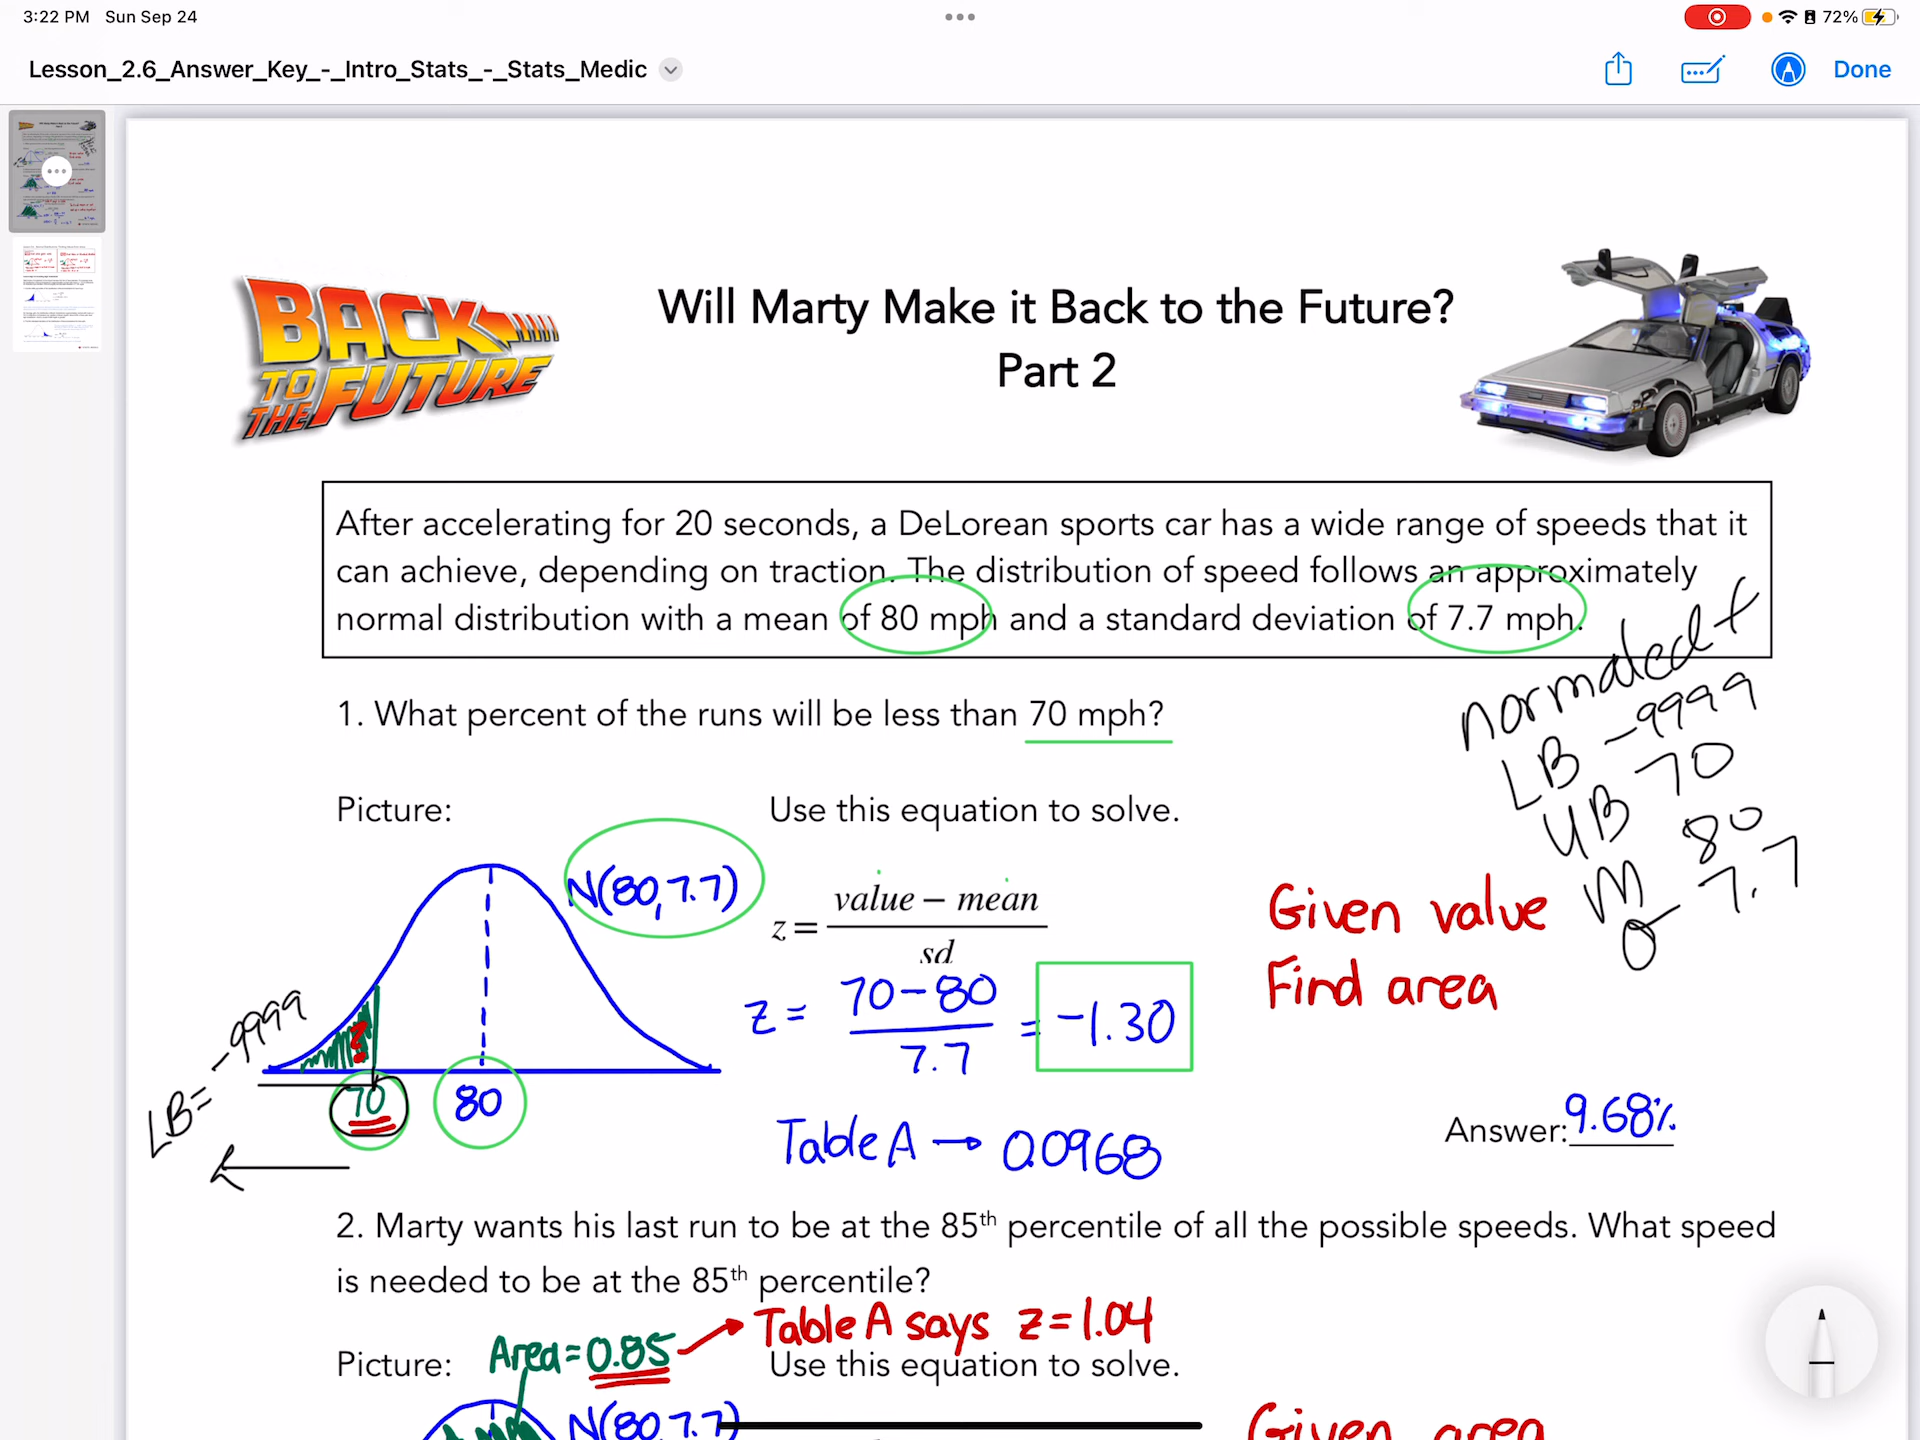 3:22 PM Sun Sep 24
72%
Lesson_2.6_Answer_Key_-_Intro_Stats_-_Stats_Medic
Done
BACK
TO THE FUTURE
Will Marty Make it Back to the Future?
Part 2
After accelerating for 20 seconds, a DeLorean sports car has a wide range of speeds that it
can achieve, depending on traction. The distribution of speed follows an approximately
normal distribution with a mean of 80 mph and a standard deviation of 7.7 mph.
normalcdf
LB -9999
UB 70
M 80
σ 7.7
1. What percent of the runs will be less than 70 mph?
Picture:
Use this equation to solve.
N(80,7.7)
z = value – mean
sd
Given value
Find area
z = 70-80 = -1.30
7.7
LB= -9999
?
70
80
Table A → 0.0968
Answer: 9.68%
2. Marty wants his last run to be at the 85th percentile of all the possible speeds. What speed
is needed to be at the 85th percentile?
Area=0.85
Table A says z=1.04
Picture:
Use this equation to solve.
N(80,7.7)
Given area